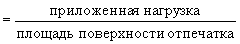 = приложенная нагрузка
площадь поверхности отпечатка